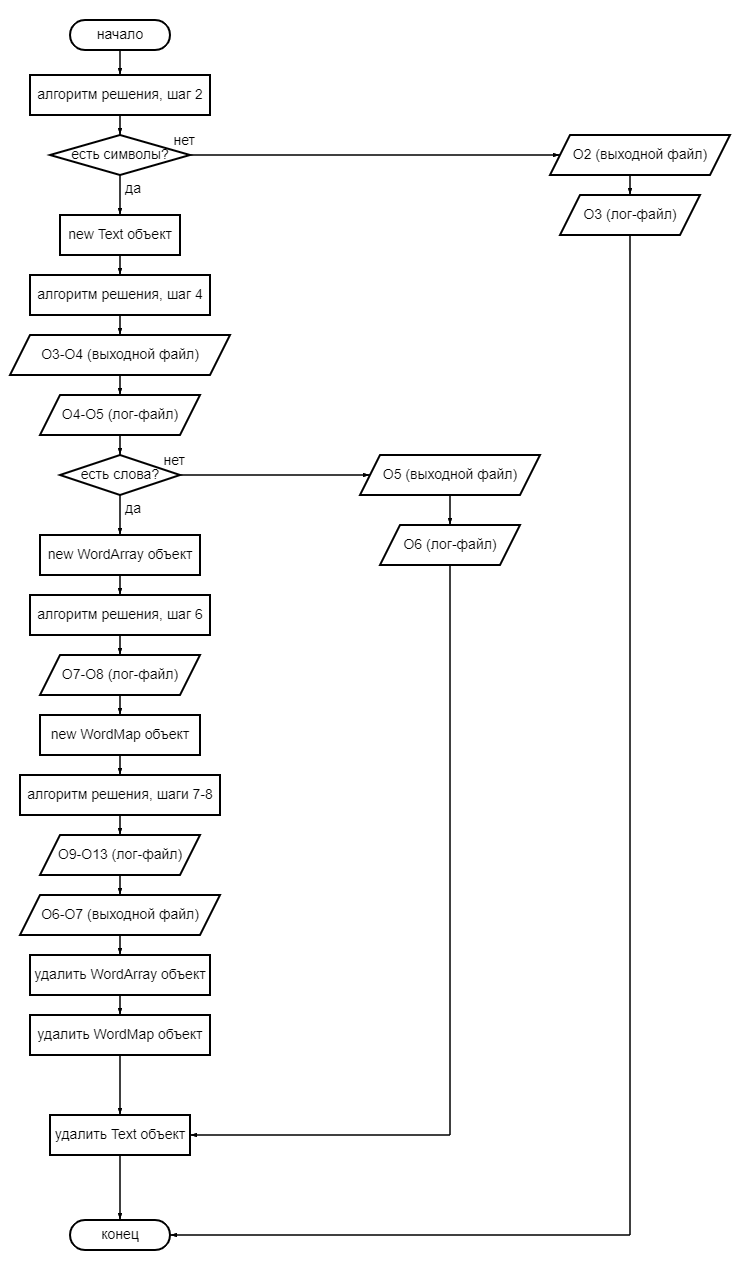 начало
алгоритм решения, шаг 2
есть символы?
нет
O2 (выходной файл)
да
O3 (лог-файл)
new Text объект
алгоритм решения, шаг 4
O3-O4 (выходной файл)
O4-O5 (лог-файл)
есть слова?
нет
O5 (выходной файл)
да
O6 (лог-файл)
new WordArray объект
алгоритм решения, шаг 6
O7-O8 (лог-файл)
new WordMap объект
алгоритм решения, шаги 7-8
O9-O13 (лог-файл)
O6-O7 (выходной файл)
удалить WordArray объект
удалить WordMap объект
удалить Text объект
конец